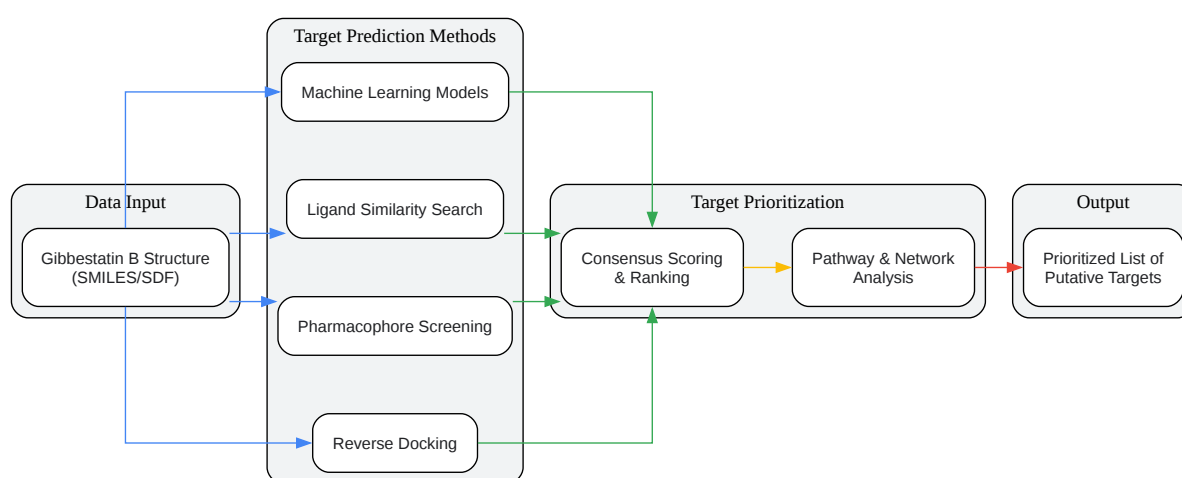 Target Prediction Methods
Machine Learning Models
Data Input
Ligand Similarity Search
Target Prioritization
Output
Gibbestatin B Structure
(SMILES/SDF)
Consensus Scoring
& Ranking
Pathway & Network
Analysis
Prioritized List of
Putative Targets
Pharmacophore Screening
Reverse Docking